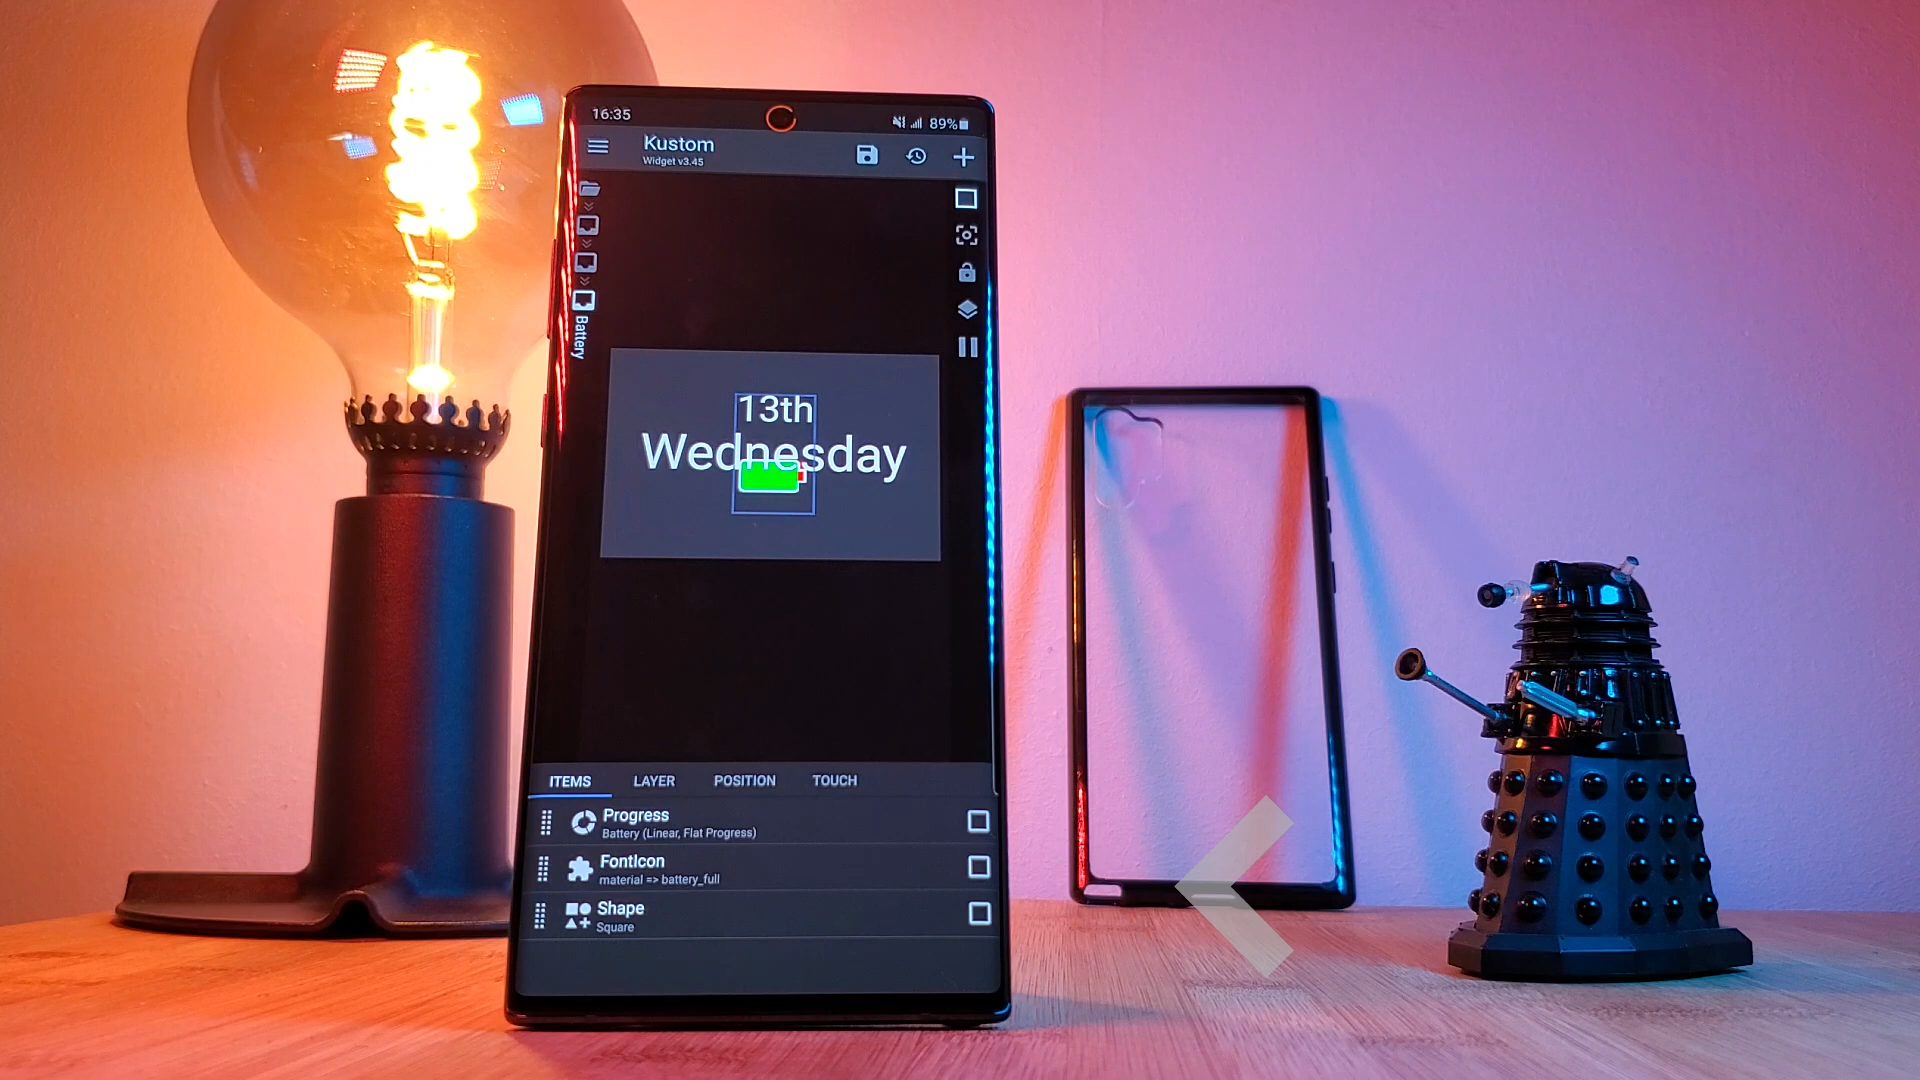 16:35
89%
Kustom
Widget v3.45
Battery
13th
Wednesday
ITEMS LAYER POSITION TOUCH
Progress
Battery (Linear, Flat Progress)
FontIcon
material => battery_full
Shape
Square